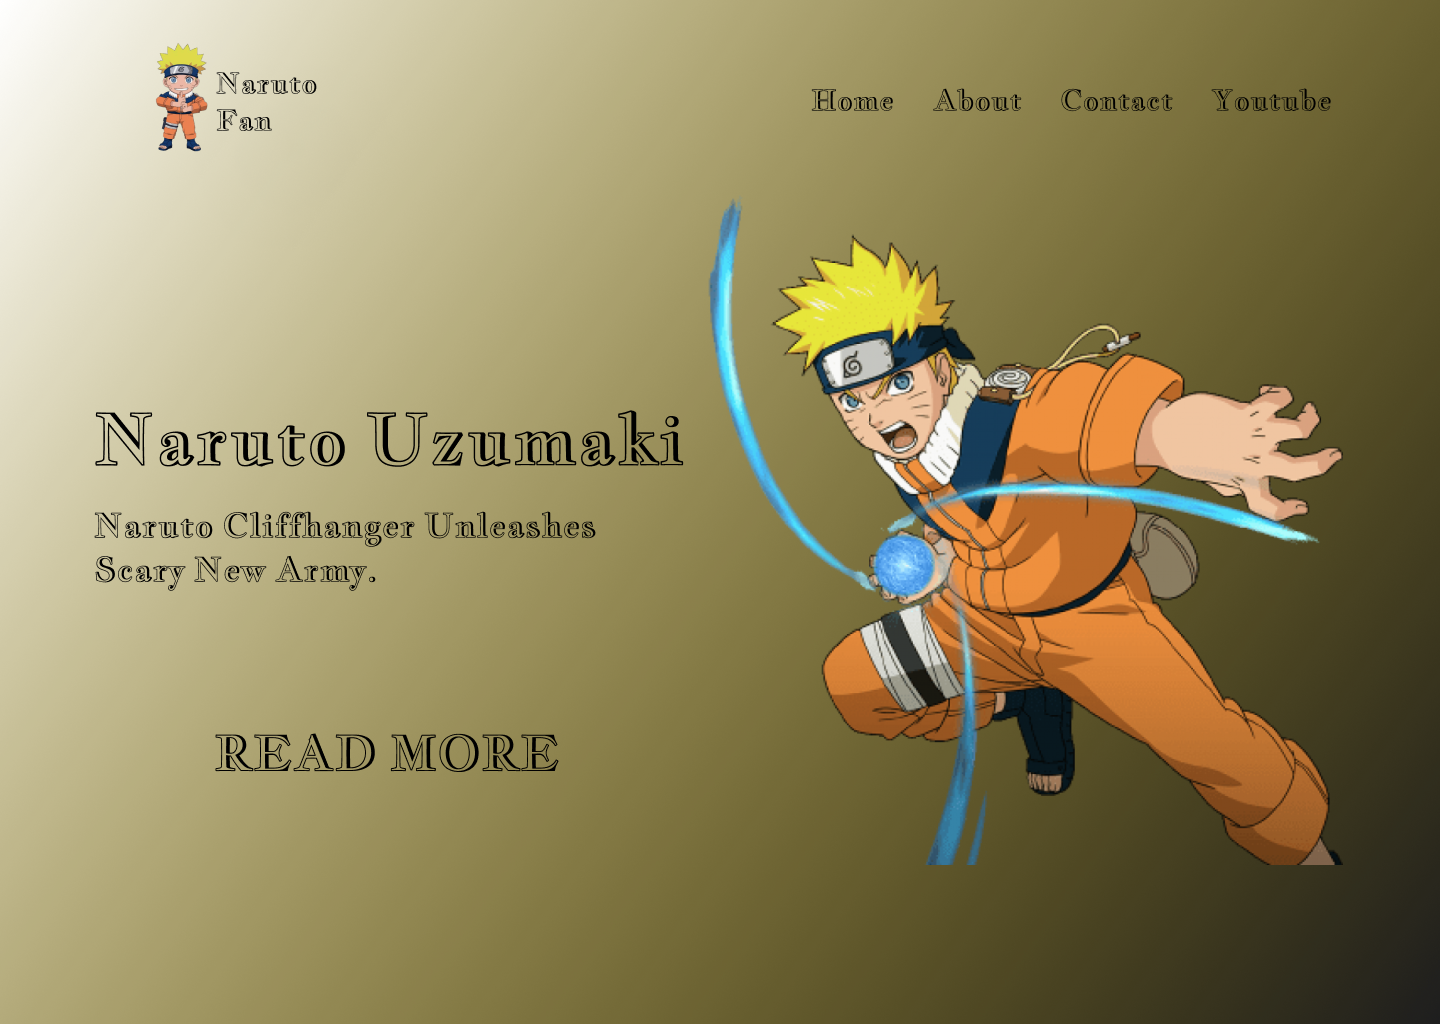 Naruto
Fan
Home About Contact Youtube
Naruto Uzumaki
Naruto Cliffhanger Unleashes
Scary New Army.
READ MORE